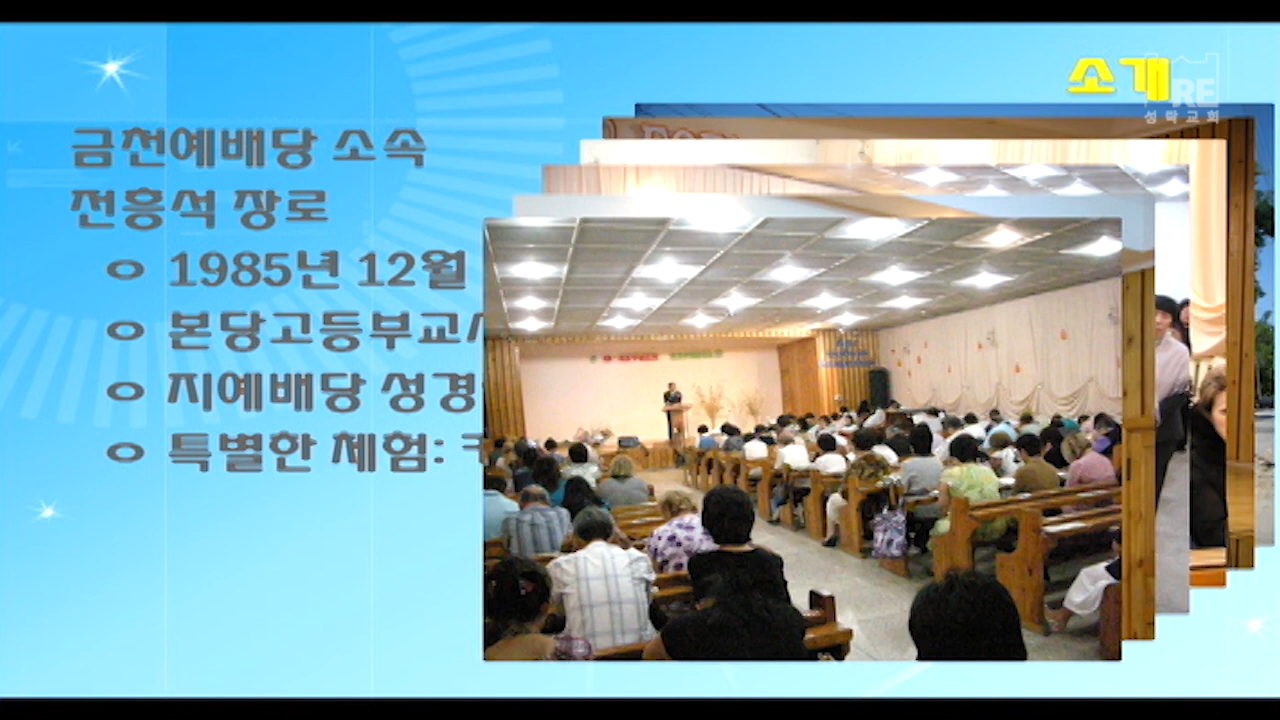 소개
RE
성락교회
금천예배당 소속
전흥석 장로
1985년 12월
본당고등부교
지예배당 성경
특별한 체험: